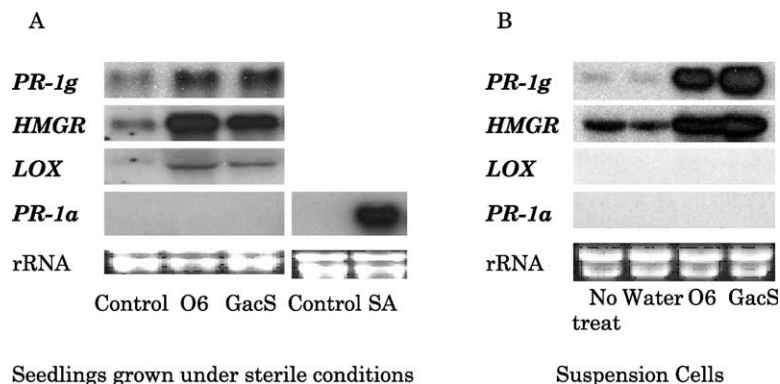 A
B
PR-1g
HMGR
LOX
PR-1a
rRNA
Control O6 GacS Control SA
Seedlings grown under sterile conditions
PR-1g
HMGR
LOX
PR-1a
rRNA
No Water O6 GacS
treat
Suspension Cells